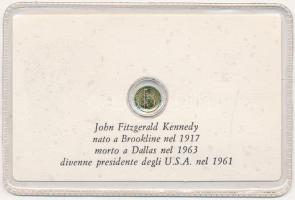 John Fitzgerald Kennedy
nato a Brookline nel 1917
morto a Dallas nel 1963
divenne presidente degli U.S.A. nel 1961